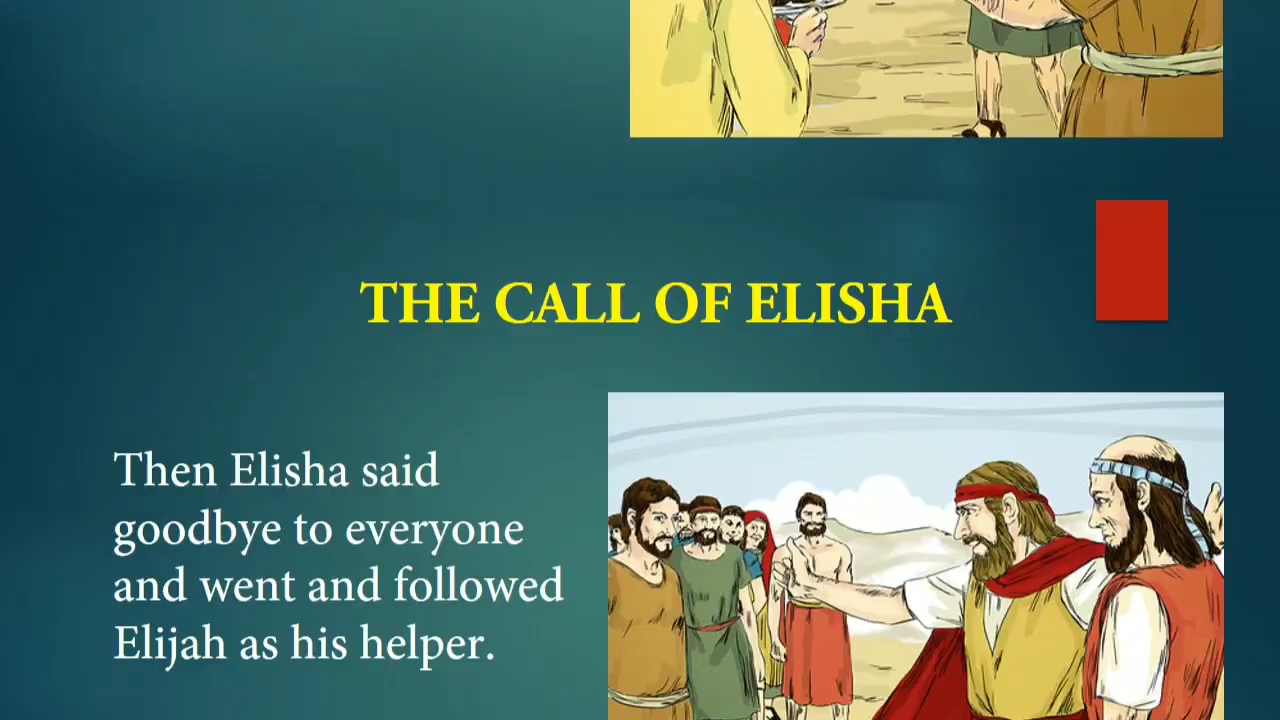 THE CALL OF ELISHA
Then Elisha said
goodbye to everyone
and went and followed
Elijah as his helper.